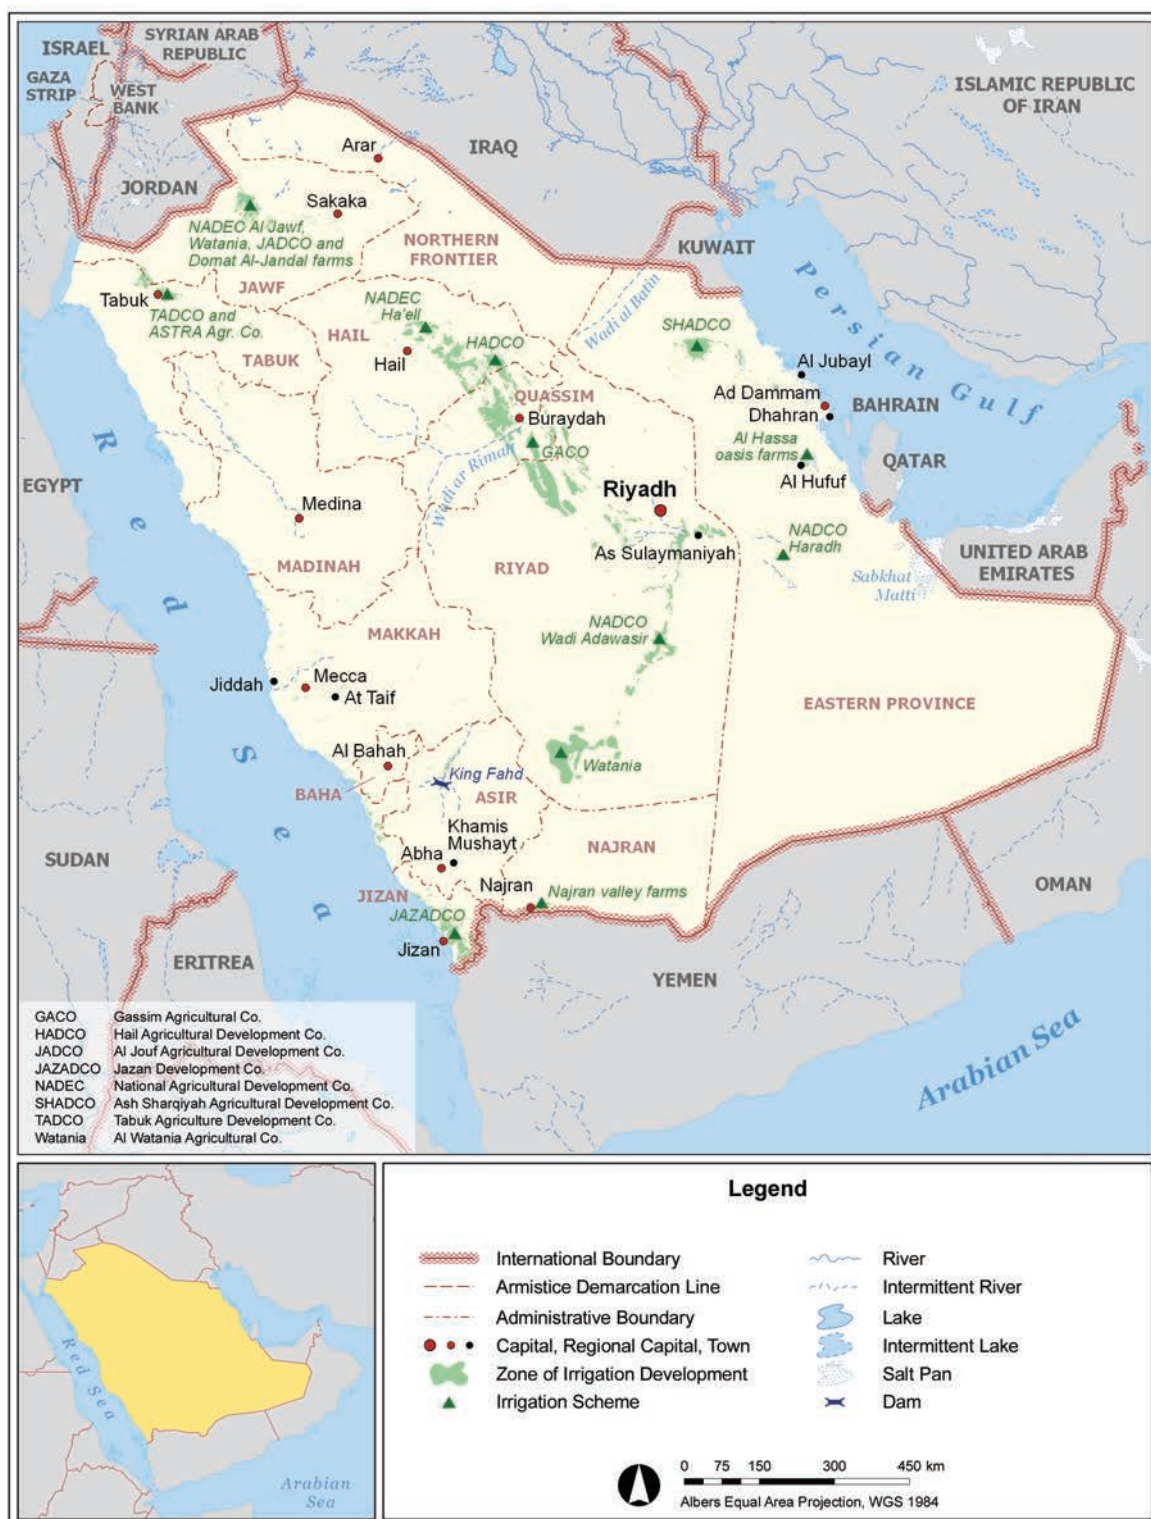 ISRAEL
SYRIAN ARAB
REPUBLIC
GAZA
STRIP
WEST
BANK
JORDAN
IRAQ
ISLAMIC REPUBLIC
OF IRAN
KUWAIT
Persian Gulf
BAHRAIN
QATAR
UNITED ARAB
EMIRATES
OMAN
YEMEN
Arabian Sea
EGYPT
SUDAN
ERITREA
Red Sea
Arar
Sakaka
NADEC Al Jawf,
Watania, JADCO and
Domat Al-Jandal farms
NORTHERN
FRONTIER
JAWF
Tabuk
TADCO and
ASTRA Agr. Co.
TABUK
HAIL
NADEC
Ha'ell
Hail
HADCO
Wadi al Batin
SHADCO
Al Jubayl
Ad Dammam
Dhahran
QUASSIM
Buraydah
GACO
Wadi ar Rimah
Al Hassa
oasis farms
Al Hufuf
Medina
Riyadh
As Sulaymaniyah
NADCO
Haradh
Sabkhat
Matti
MADINAH
RIYAD
MAKKAH
NADCO
Wadi Adawasir
Jiddah
Mecca
At Taif
EASTERN PROVINCE
Al Bahah
BAHA
King Fahd
ASIR
Watania
Khamis
Mushayt
Abha
NAJRAN
Najran
Najran valley farms
JIZAN
JAZADCO
Jizan
GACO Gassim Agricultural Co.
HADCO Hail Agricultural Development Co.
JADCO Al Jouf Agricultural Development Co.
JAZADCO Jazan Development Co.
NADEC National Agricultural Development Co.
SHADCO Ash Sharqiyah Agricultural Development Co.
TADCO Tabuk Agriculture Development Co.
Watania Al Watania Agricultural Co.
Red Sea
Arabian
Sea
Legend
International Boundary
Armistice Demarcation Line
Administrative Boundary
Capital, Regional Capital, Town
Zone of Irrigation Development
Irrigation Scheme
River
Intermittent River
Lake
Intermittent Lake
Salt Pan
Dam
0 75 150 300 450 km
Albers Equal Area Projection, WGS 1984